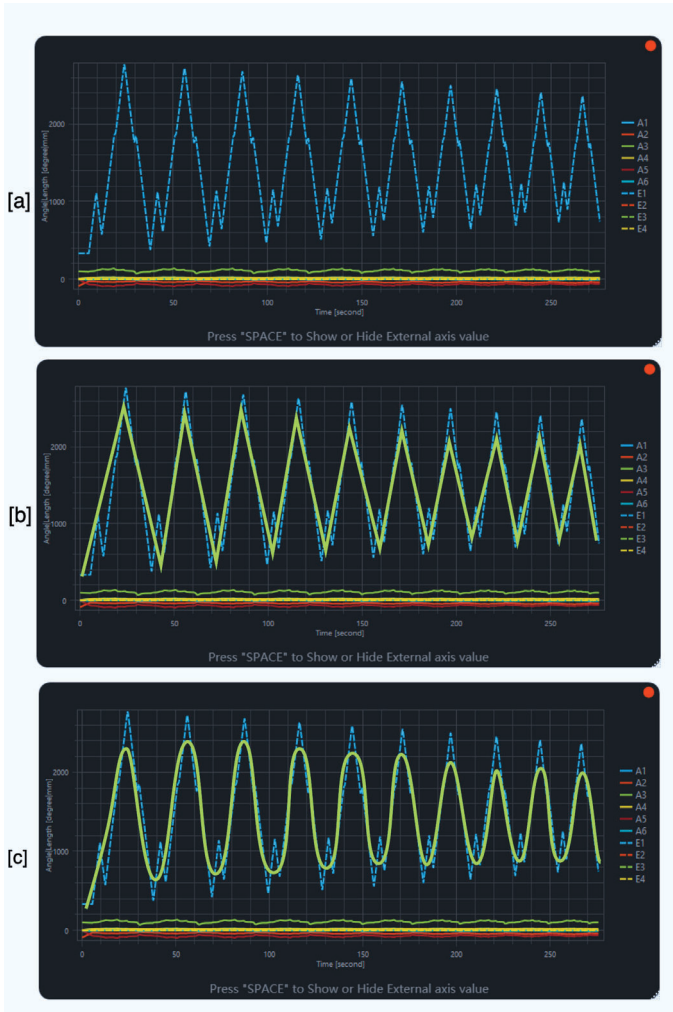 [a]
Angle|Length [degree|mm]
2000
1000
0
0
50
100
150
200
250
Time [second]
A1
A2
A3
A4
A5
A6
E1
E2
E3
E4
Press "SPACE" to Show or Hide External axis value
[b]
Angle|Length [degree|mm]
2000
1000
0
0
50
100
150
200
250
Time [second]
A1
A2
A3
A4
A5
A6
E1
E2
E3
E4
Press "SPACE" to Show or Hide External axis value
[c]
Angle|Length [degree|mm]
2000
1000
0
0
50
100
150
200
250
Time [second]
A1
A2
A3
A4
A5
A6
E1
E2
E3
E4
Press "SPACE" to Show or Hide External axis value